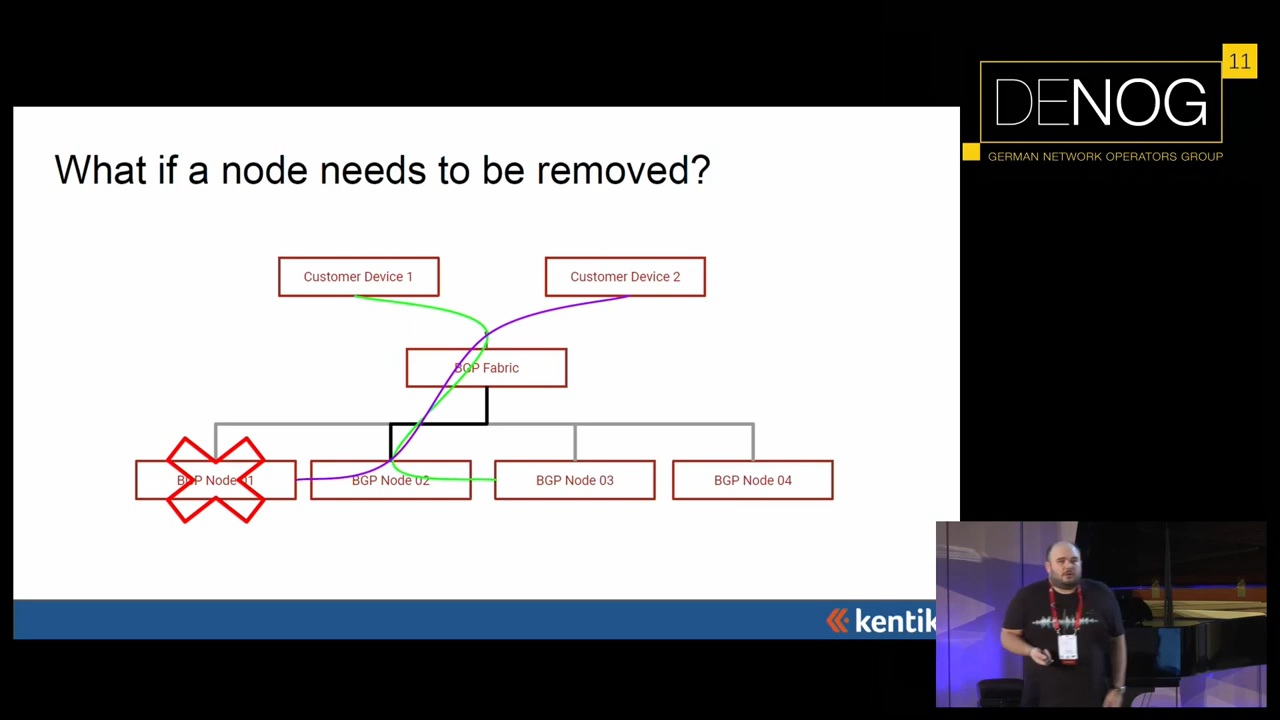 11
DENOG
GERMAN NETWORK OPERATORS GROUP
What if a node needs to be removed?
Customer Device 1
Customer Device 2
BGP Fabric
BGP Node 01
BGP Node 02
BGP Node 03
BGP Node 04
kentik